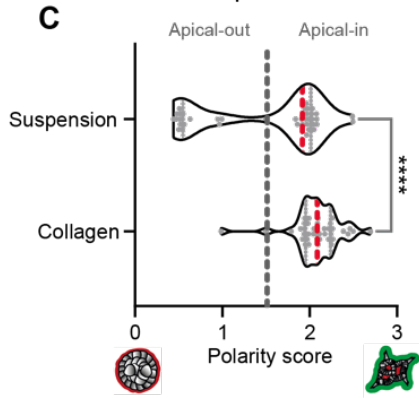 C
Apical-out Apical-in
Suspension
Collagen
****
0 1 2 3
Polarity score